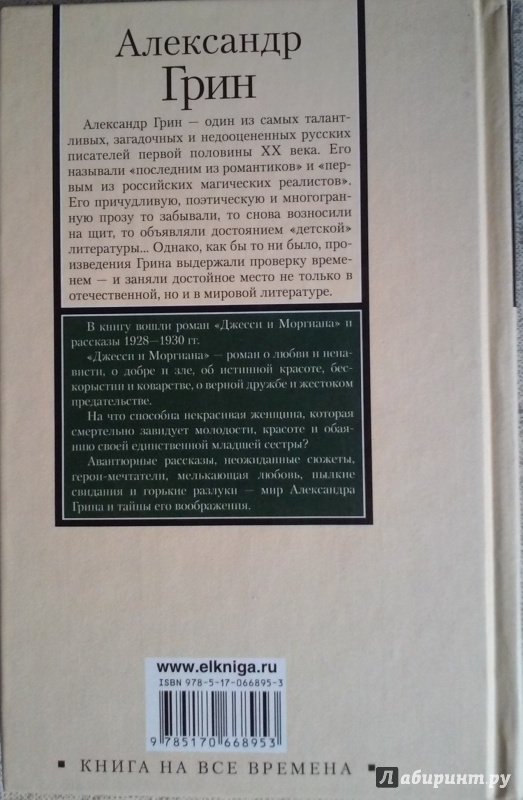 Александр
Грин
Александр Грин — один из самых талант-
ливых, загадочных и недооцененных русских
писателей первой половины XX века. Его
называли «последним из романтиков» и «пер-
вым из российских магических реалистов».
Его причудливую, поэтическую и многогран-
ную прозу то забывали, то снова возносили
на щит, то объявляли достоянием «детской»
литературы... Однако, как бы то ни было, про-
изведения Грина выдержали проверку време-
нем — и заняли достойное место не только в
отечественной, но и в мировой литературе.
В книгу вошли роман «Джесси и Моргиана» и
рассказы 1928—1930 гг.
«Джесси и Моргиана» — роман о любви и нена-
висти, о добре и зле, об истинной красоте, бес-
корыстии и коварстве, о верной дружбе и жестоком
предательстве.
На что способна некрасивая женщина, которая
смертельно завидует молодости, красоте и обая-
нию своей единственной младшей сестры?
Авантюрные рассказы, неожиданные сюжеты,
герои-мечтатели, мелькающая любовь, пылкие
свидания и горькие разлуки — мир Александра
Грина и тайны его воображения.
www.elkniga.ru
ISBN 978-5-17-066895-3
9 785170 668953
КНИГА НА ВСЕ ВРЕМЕНА
Лабиринт.ру